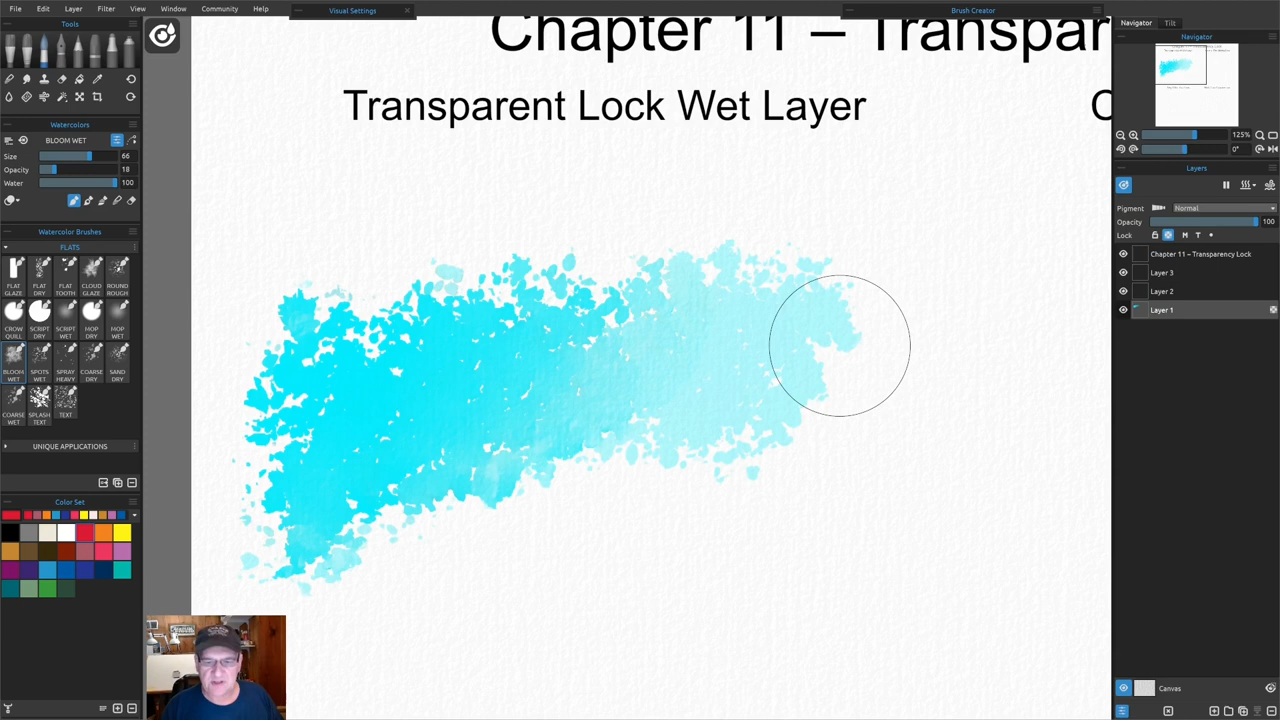 File Edit Layer Filter View Window Community Help
Visual Settings
Brush Creator
Chapter 11 – Transpar
Transparent Lock Wet Layer
C
Tools
Watercolors
BLOOM WET
Size 66
Opacity 18
Water 100
Watercolor Brushes
FLATS
FLAT GLAZE
FLAT DRY
FLAT TOOTH
CLOUD GLAZE
ROUND ROUGH
CROW QUILL
SCRIPT DRY
SCRIPT WET
MOP DRY
MOP WET
BLOOM WET
SPOTS WET
SPRAY HEAVY
COARSE DRY
SAND DRY
COARSE WET
SPLASH TEXT
TEXT
UNIQUE APPLICATIONS
Color Set
Navigator Tilt
Navigator
125%
0°
Layers
Pigment Normal
Opacity 100
Lock M T
Chapter 11 – Transparency Lock
Layer 3
Layer 2
Layer 1
Canvas